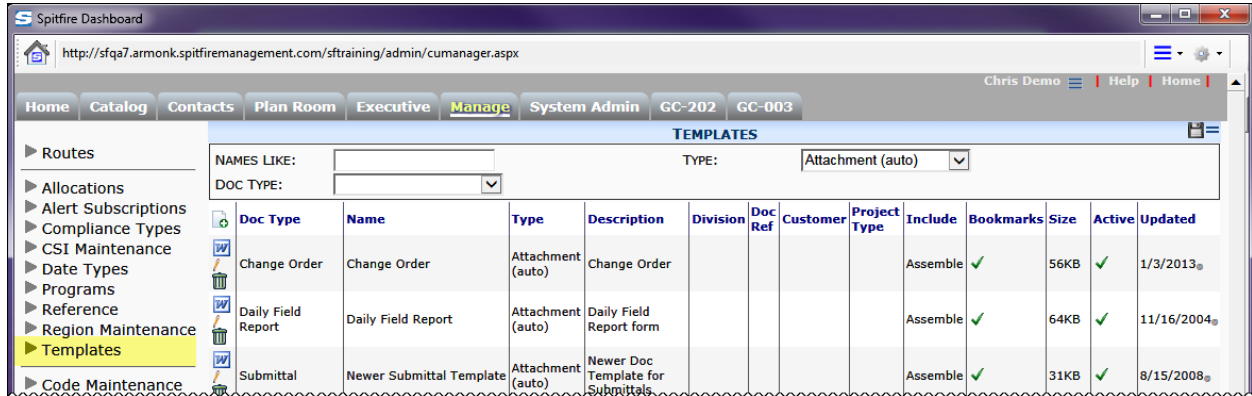 Spitfire Dashboard
http://sfqa7.armonk.spitfiremanagement.com/sftraining/admin/cumanager.aspx
Chris Demo | Help | Home |
Home Catalog Contacts Plan Room Executive Manage System Admin GC-202 GC-003
TEMPLATES
Routes
Allocations
Alert Subscriptions
Compliance Types
CSI Maintenance
Date Types
Programs
Reference
Region Maintenance
Templates
Code Maintenance
NAMES LIKE: TYPE: Attachment (auto)
DOC TYPE:
Doc Type Name Type Description Division Doc Ref Customer Project Type Include Bookmarks Size Active Updated
Change Order Change Order Attachment (auto) Change Order Assemble 56KB 1/3/2013
Daily Field Report Daily Field Report Attachment (auto) Daily Field Report form Assemble 64KB 11/16/2004
Submittal Newer Submittal Template Attachment (auto) Newer Doc Template for Submittals Assemble 31KB 8/15/2008